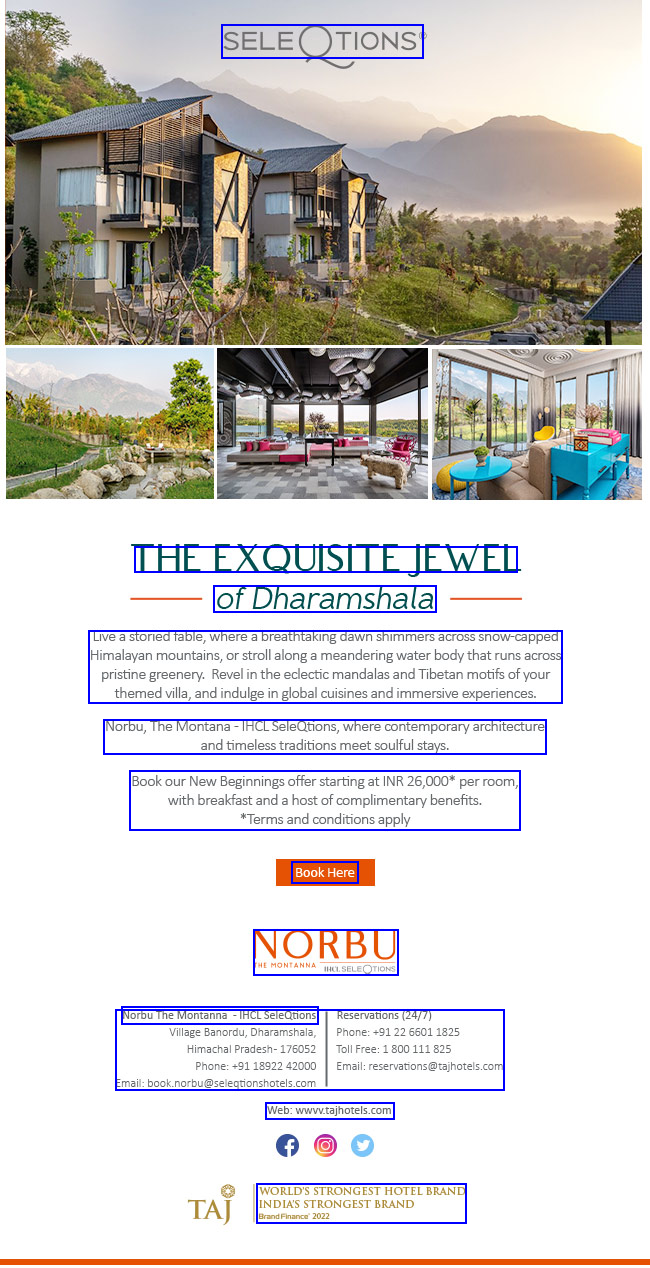 SELEQTIONS®
THE EXQUISITE JEWEL
of Dharamshala
Live a storied fable, where a breathtaking dawn shimmers across snow-capped
Himalayan mountains, or stroll along a meandering water body that runs across
pristine greenery. Revel in the eclectic mandalas and Tibetan motifs of your
themed villa, and indulge in global cuisines and immersive experiences.
Norbu, The Montana - IHCL SeleQtions, where contemporary architecture
and timeless traditions meet soulful stays.
Book our New Beginnings offer starting at INR 26,000* per room,
with breakfast and a host of complimentary benefits.
*Terms and conditions apply
Book Here
NORBU
THE MONTANNA IHCL SELEQTIONS
Norbu The Montanna - IHCL SeleQtions
Village Banordu, Dharamshala,
Himachal Pradesh- 176052
Phone: +91 18922 42000
Email: book.norbu@seleqtionshotels.com
Reservations (24/7)
Phone: +91 22 6601 1825
Toll Free: 1 800 111 825
Email: reservations@tajhotels.com
Web: wwvv.tajhotels.com
TAJ
WORLD'S STRONGEST HOTEL BRAND
INDIA'S STRONGEST BRAND
Brand Finance® 2022